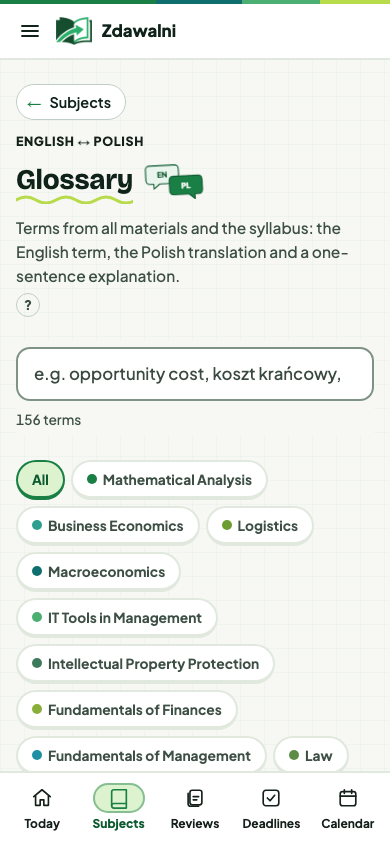 Zdawalni
← Subjects
ENGLISH ↔ POLISH
Glossary
EN
PL
Terms from all materials and the syllabus: the
English term, the Polish translation and a one-
sentence explanation.
?
e.g. opportunity cost, koszt krańcowy,
156 terms
All
Mathematical Analysis
Business Economics
Logistics
Macroeconomics
IT Tools in Management
Intellectual Property Protection
Fundamentals of Finances
Fundamentals of Management
Law
Today
Subjects
Reviews
Deadlines
Calendar